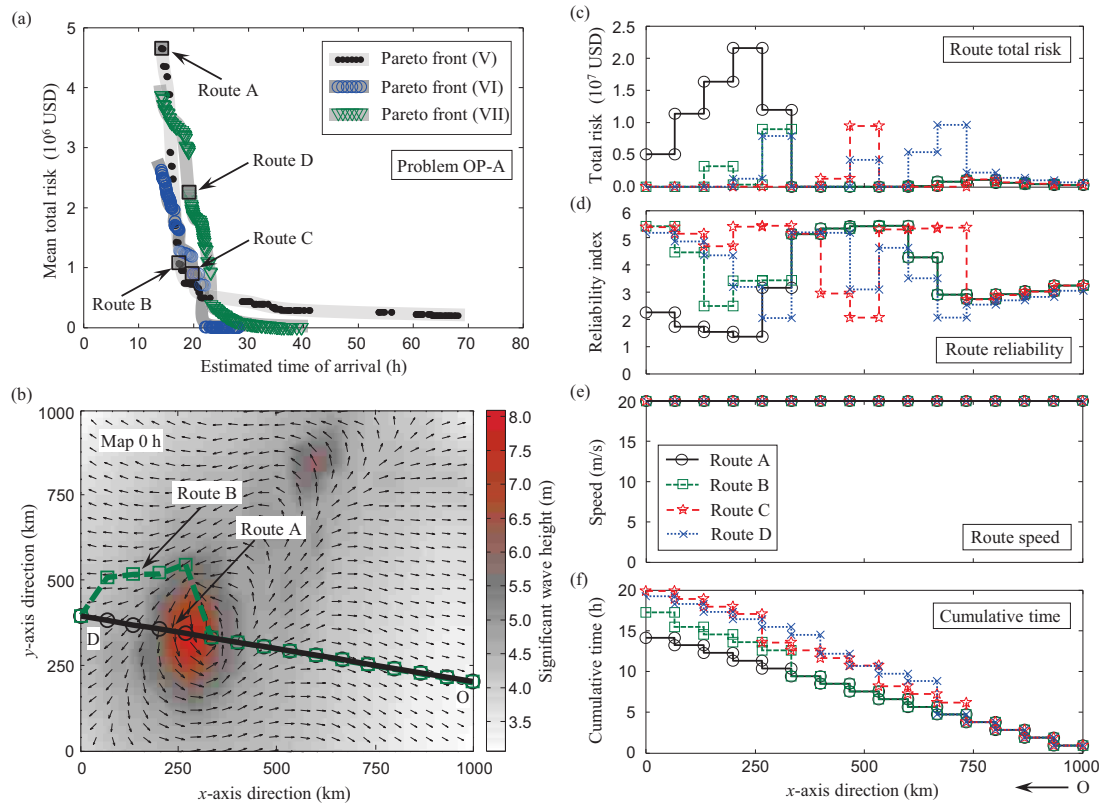 (a)
5
4
3
2
1
0
Mean total risk (10⁶ USD)
Pareto front (V)
Pareto front (VI)
Pareto front (VII)
Problem OP-A
Route A
Route D
Route C
Route B
0 10 20 30 40 50 60 70 80
Estimated time of arrival (h)
(b)
1000
750
500
250
0
y-axis direction (km)
Map 0 h
Route B
Route A
D
O
0 250 500 750 1000
x-axis direction (km)
8.0
7.5
7.0
6.5
6.0
5.5
5.0
4.5
4.0
3.5
Significant wave height (m)
(c)
2.5
2.0
1.5
1.0
0.5
0.0
Total risk (10⁷ USD)
Route total risk
(d)
6
5
4
3
2
1
0
Reliability index
Route reliability
(e)
20
15
10
5
0
Speed (m/s)
Route A
Route B
Route C
Route D
Route speed
(f)
20
15
10
5
0
Cumulative time (h)
Cumulative time
0 250 500 750 1000
x-axis direction (km)
O